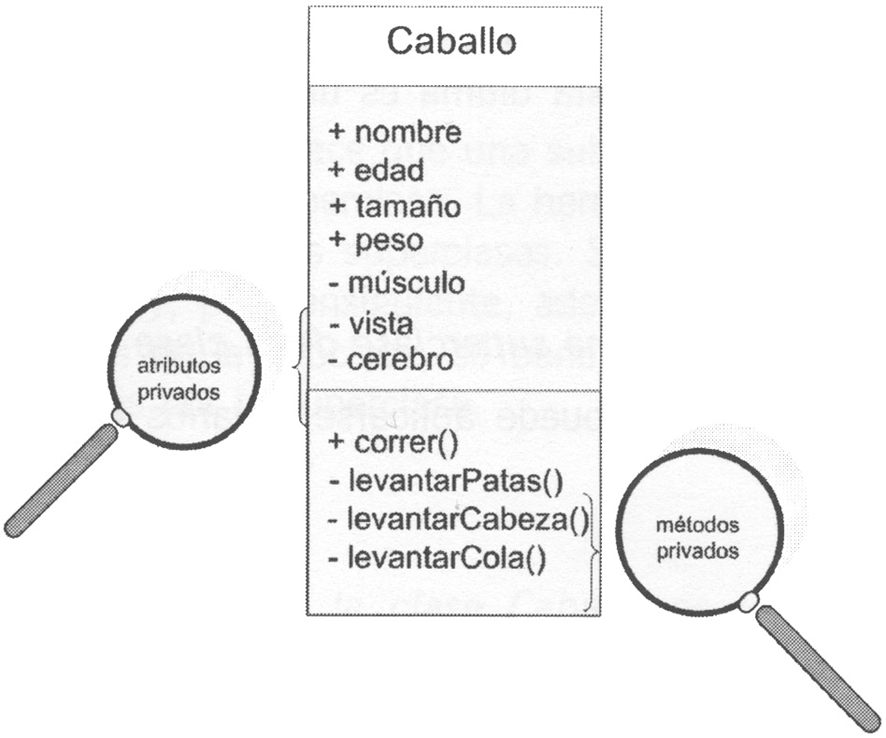 Caballo
+ nombre
+ edad
+ tamaño
+ peso
- músculo
- vista
- cerebro
atributos
privados
+ correr()
- levantarPatas()
- levantarCabeza()
- levantarCola()
métodos
privados